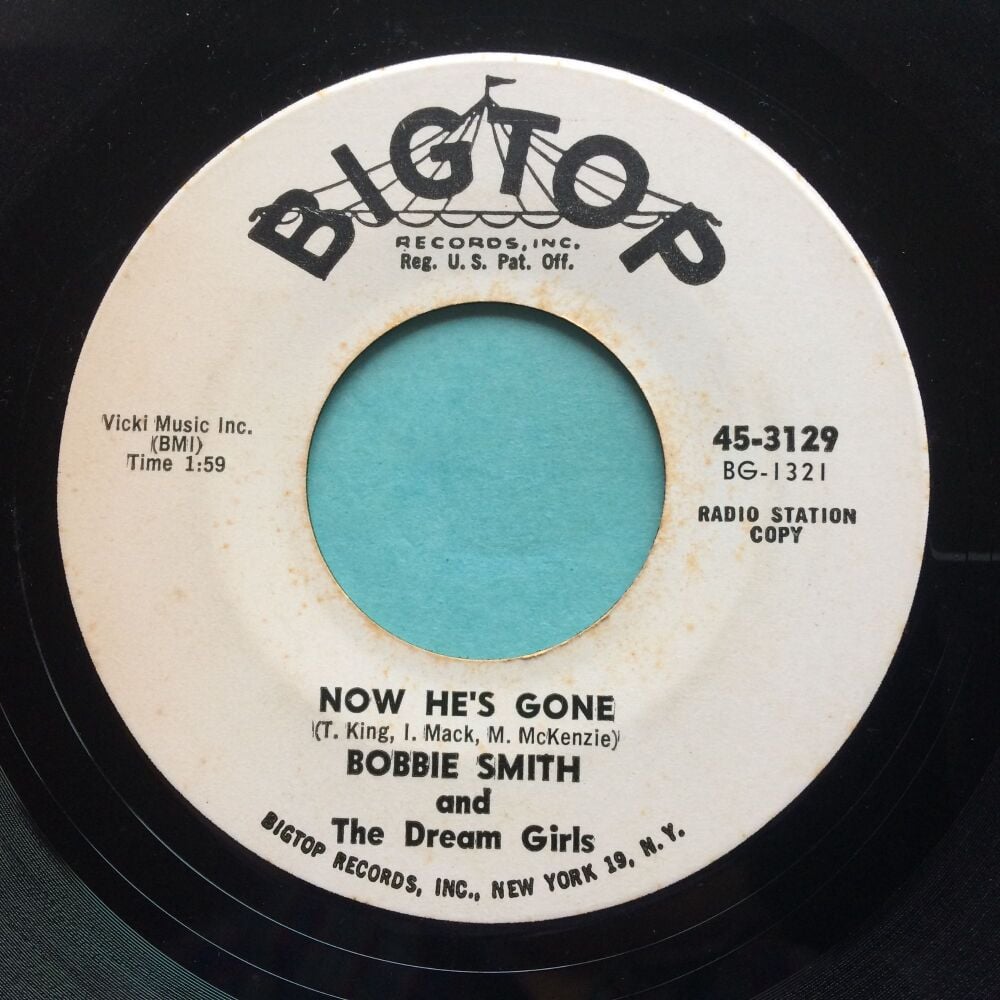 BIGTOP
RECORDS, INC.
Reg. U. S. Pat. Off.
Vicki Music Inc.
(BMI)
Time 1:59
45-3129
BG-1321
RADIO STATION
COPY
NOW HE'S GONE
(T. King, I. Mack, M. McKenzie)
BOBBIE SMITH
and
The Dream Girls
BIGTOP RECORDS, INC., NEW YORK 19, N. Y.